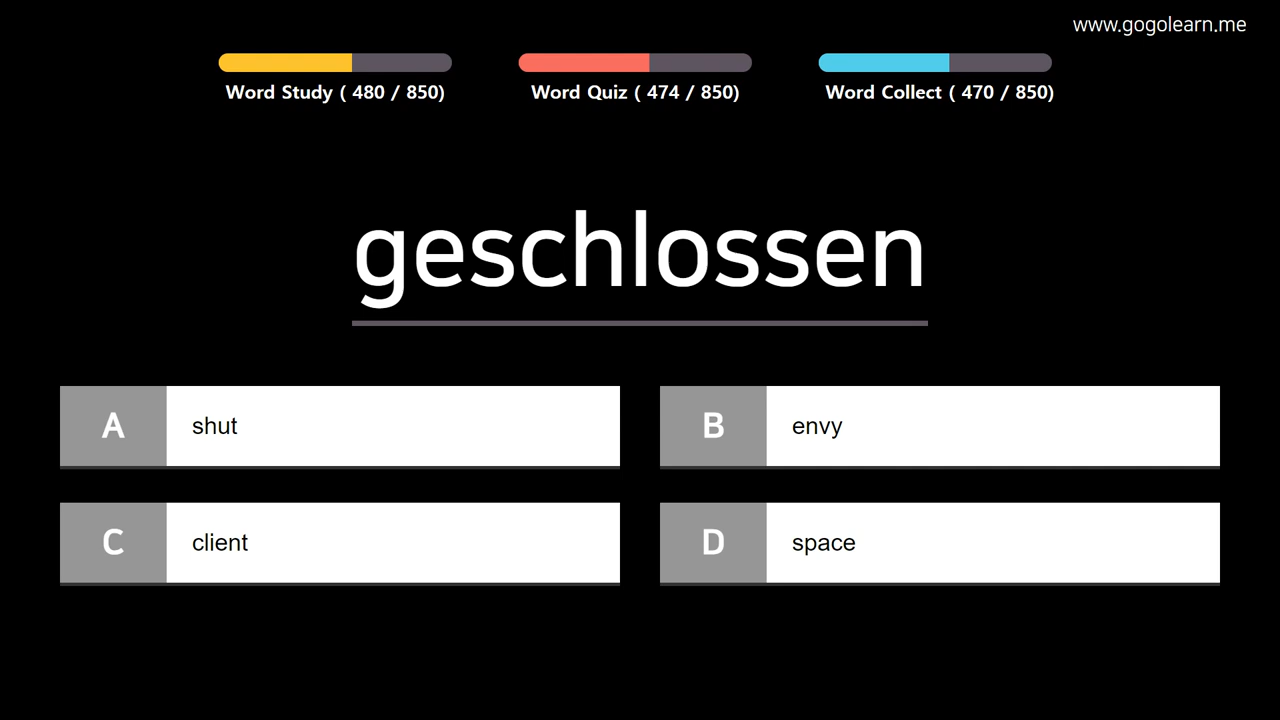 www.gogolearn.me
Word Study ( 480 / 850)
Word Quiz ( 474 / 850)
Word Collect ( 470 / 850)
geschlossen
A shut
B envy
C client
D space